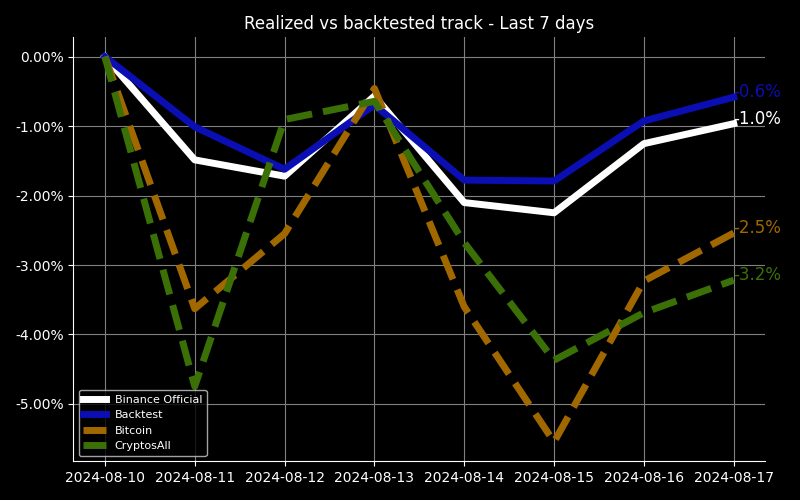 Realized vs backtested track - Last 7 days
0.00%
-1.00%
-2.00%
-3.00%
-4.00%
-5.00%
-0.6%
-1.0%
-2.5%
-3.2%
Binance Official
Backtest
Bitcoin
CryptosAll
2024-08-10 2024-08-11 2024-08-12 2024-08-13 2024-08-14 2024-08-15 2024-08-16 2024-08-17